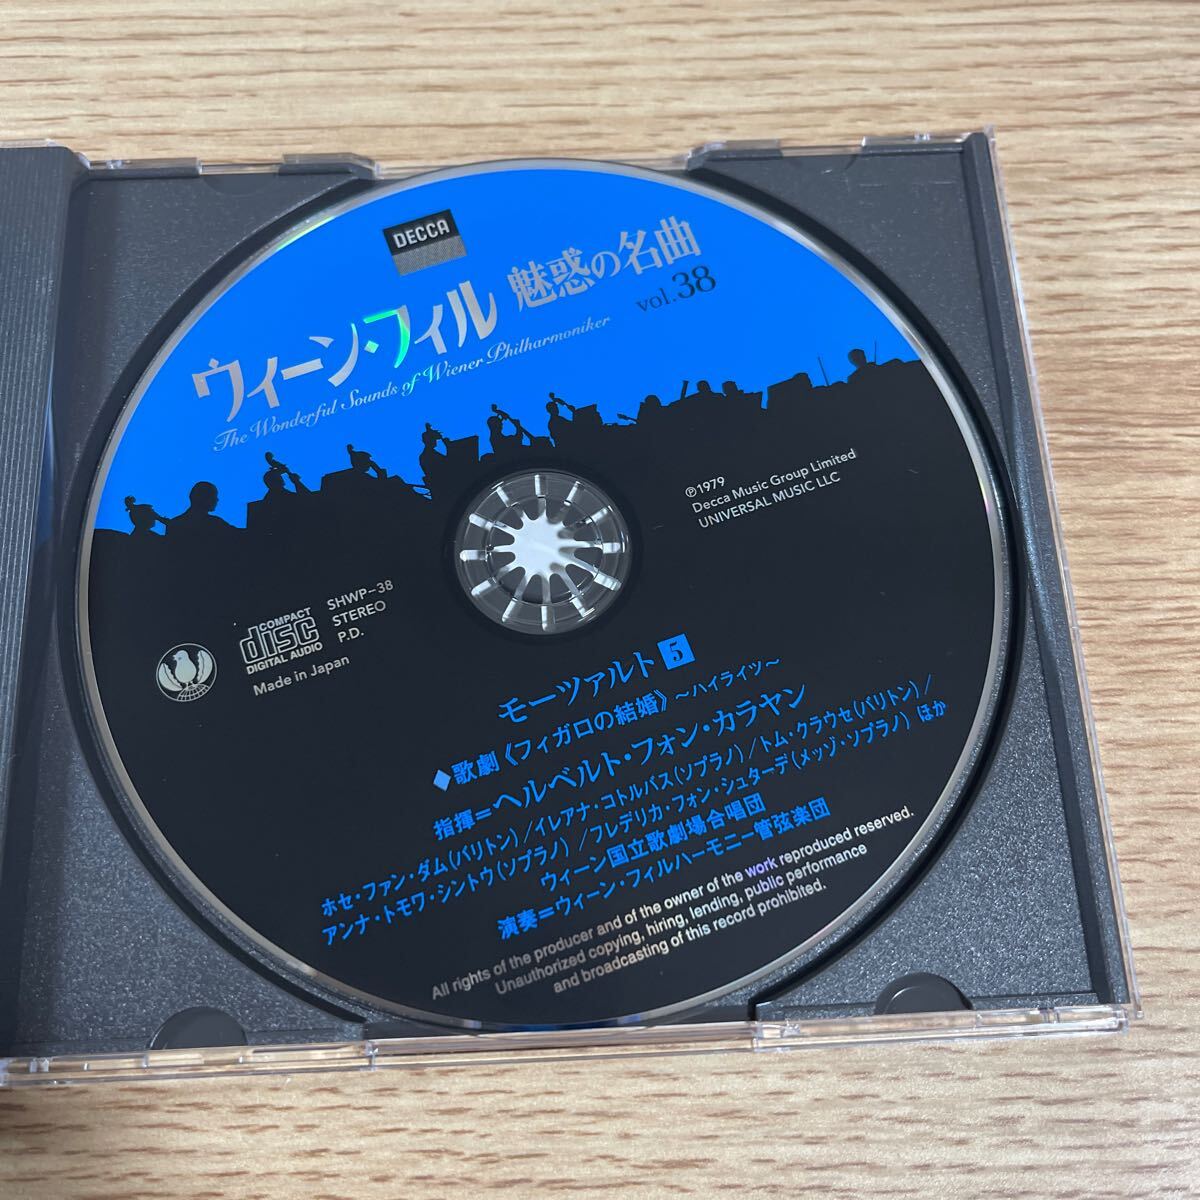 DECCA
ウィーン・フィル 魅惑の名曲
The Wonderful Sounds of Wiener Philharmoniker
vol.38
℗1979
Decca Music Group Limited
UNIVERSAL MUSIC LLC
COMPACT
disc
DIGITAL AUDIO
SHWP-38
STEREO
P.D.
Made in Japan
モーツァルト 5
◆歌劇《フィガロの結婚》〜ハイライツ〜
指揮=ヘルベルト・フォン・カラヤン
ホセ・ファン・ダム(バリトン)/イレアナ・コトルバス(ソプラノ)/トム・クラウセ(バリトン)/
アンナ・トモワ・シントウ(ソプラノ)/フレデリカ・フォン・シュターデ(メッゾ・ソプラノ) ほか
ウィーン国立歌劇場合唱団
演奏=ウィーン・フィルハーモニー管弦楽団
All rights of the producer and of the owner of the work reproduced reserved.
Unauthorized copying, hiring, lending, public performance
and broadcasting of this record prohibited.